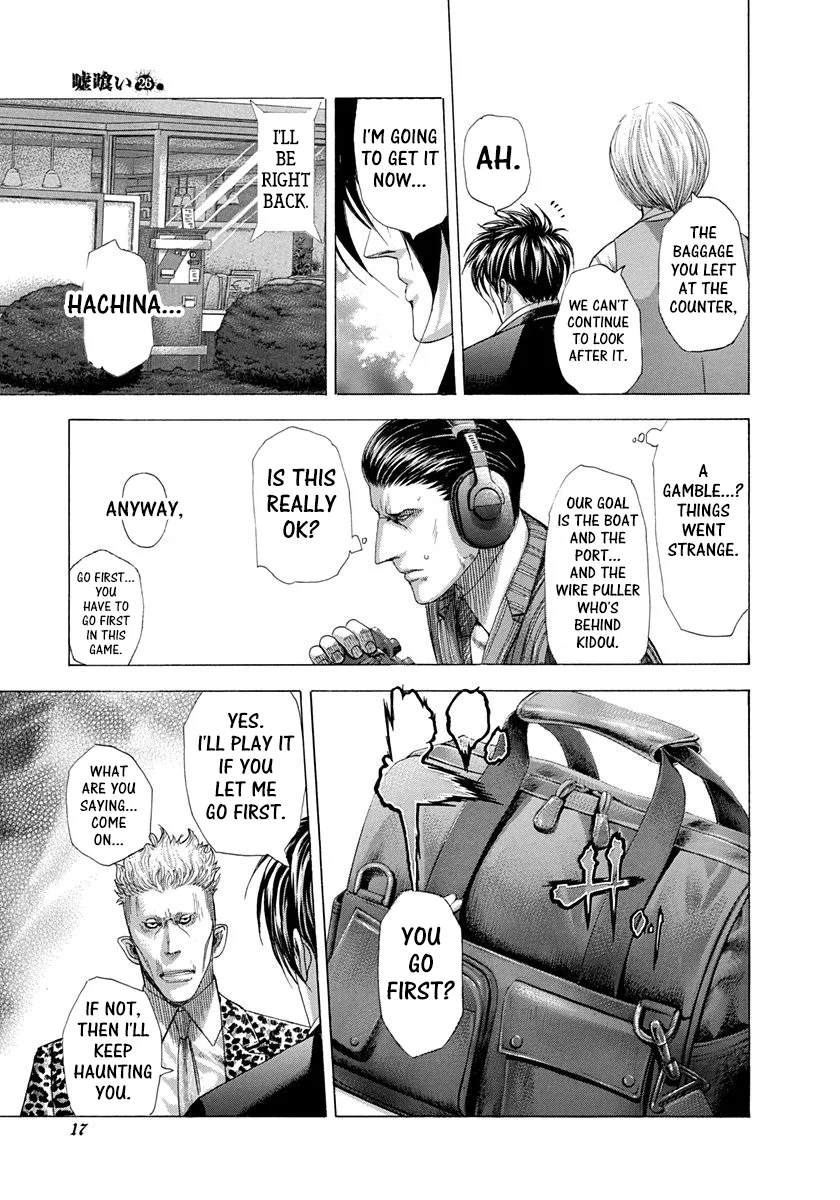 嘘喰い 26
THE
BAGGAGE
YOU LEFT
AT THE
COUNTER,
WE CAN'T
CONTINUE
TO LOOK
AFTER IT.
AH.
I'M GOING
TO GET IT
NOW...
I'LL
BE
RIGHT
BACK.
HACHINA...
A
GAMBLE...?
THINGS
WENT
STRANGE.
OUR GOAL
IS THE BOAT
AND THE
PORT...
AND THE
WIRE PULLER
WHO'S
BEHIND
KIDOU.
IS THIS
REALLY
OK?
ANYWAY,
GO FIRST...
YOU
HAVE TO
GO FIRST
IN THIS
GAME.
YOU
GO
FIRST?
YES.
I'LL PLAY IT
IF YOU
LET ME
GO FIRST.
WHAT
ARE YOU
SAYING...
COME
ON...
IF NOT,
THEN I'LL
KEEP
HAUNTING
YOU.
17